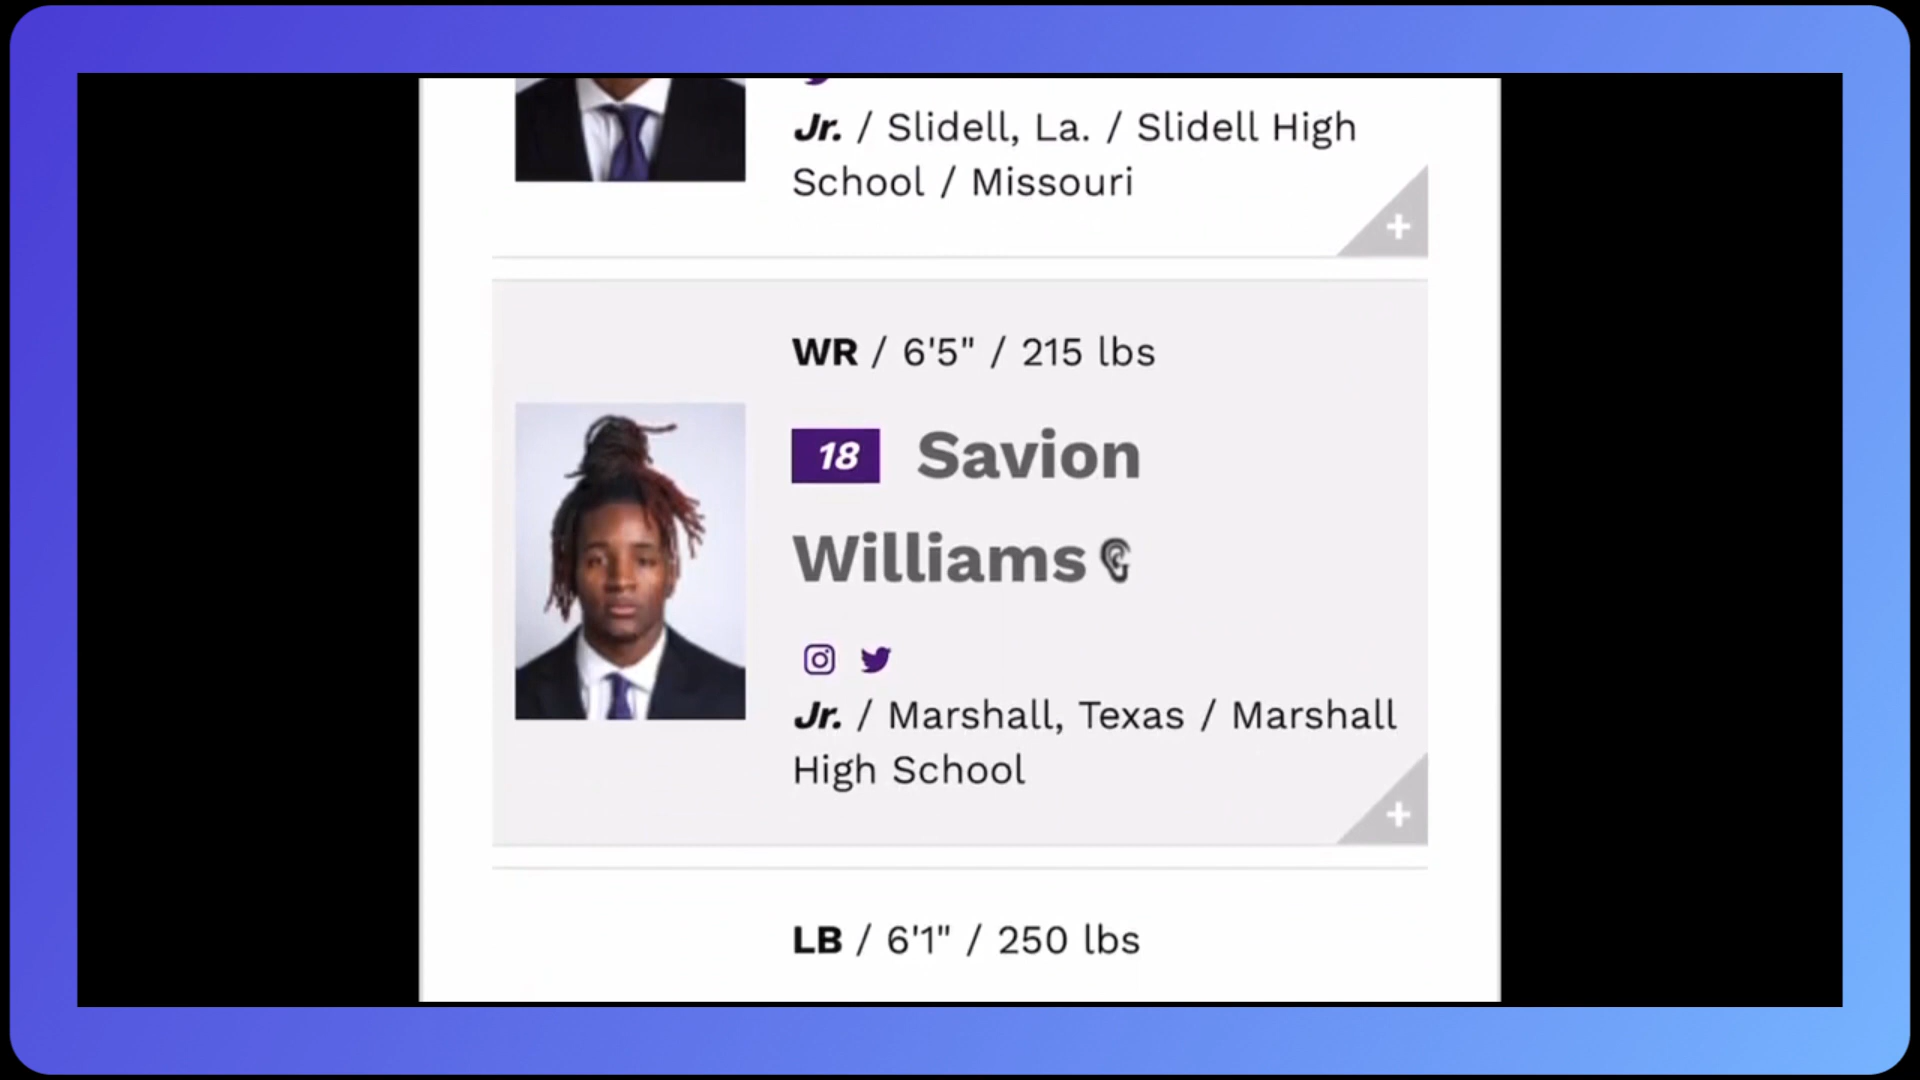 Jr. / Slidell, La. / Slidell High
School / Missouri
+
WR / 6'5" / 215 lbs
18 Savion
Williams
Jr. / Marshall, Texas / Marshall
High School
+
LB / 6'1" / 250 lbs